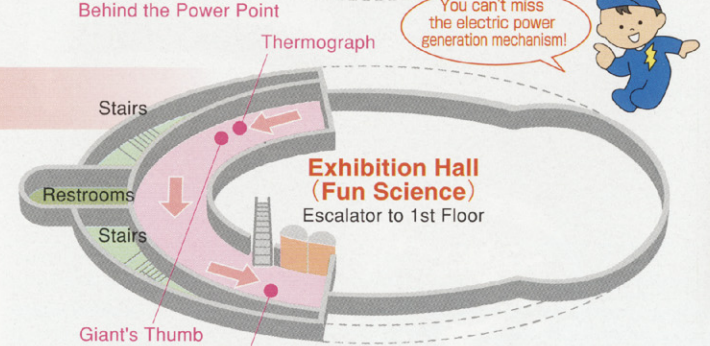 Behind the Power Point
You can't miss
the electric power
generation mechanism!
Thermograph
Stairs
Exhibition Hall
(Fun Science)
Escalator to 1st Floor
Restrooms
Stairs
Giant's Thumb